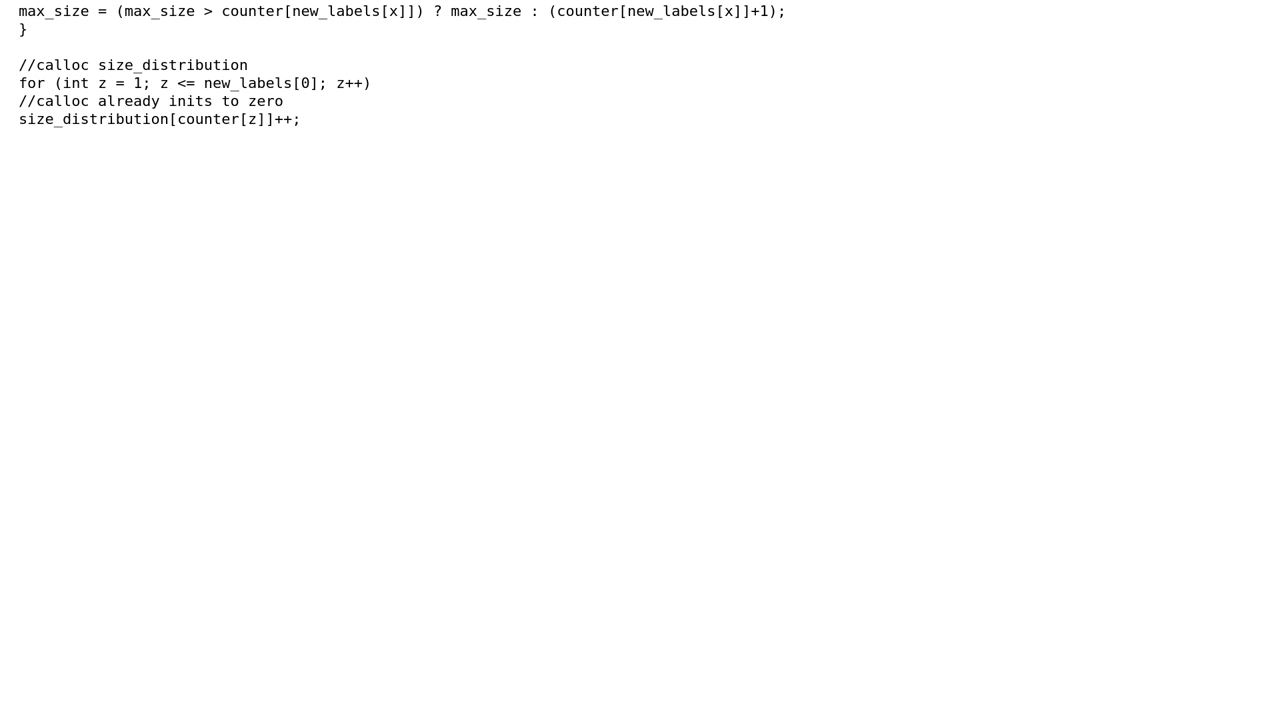 max_size = (max_size > counter[new_labels[x]]) ? max_size : (counter[new_labels[x]]+1);
}
//calloc size_distribution
for (int z = 1; z <= new_labels[0]; z++)
//calloc already inits to zero
size_distribution[counter[z]]++;